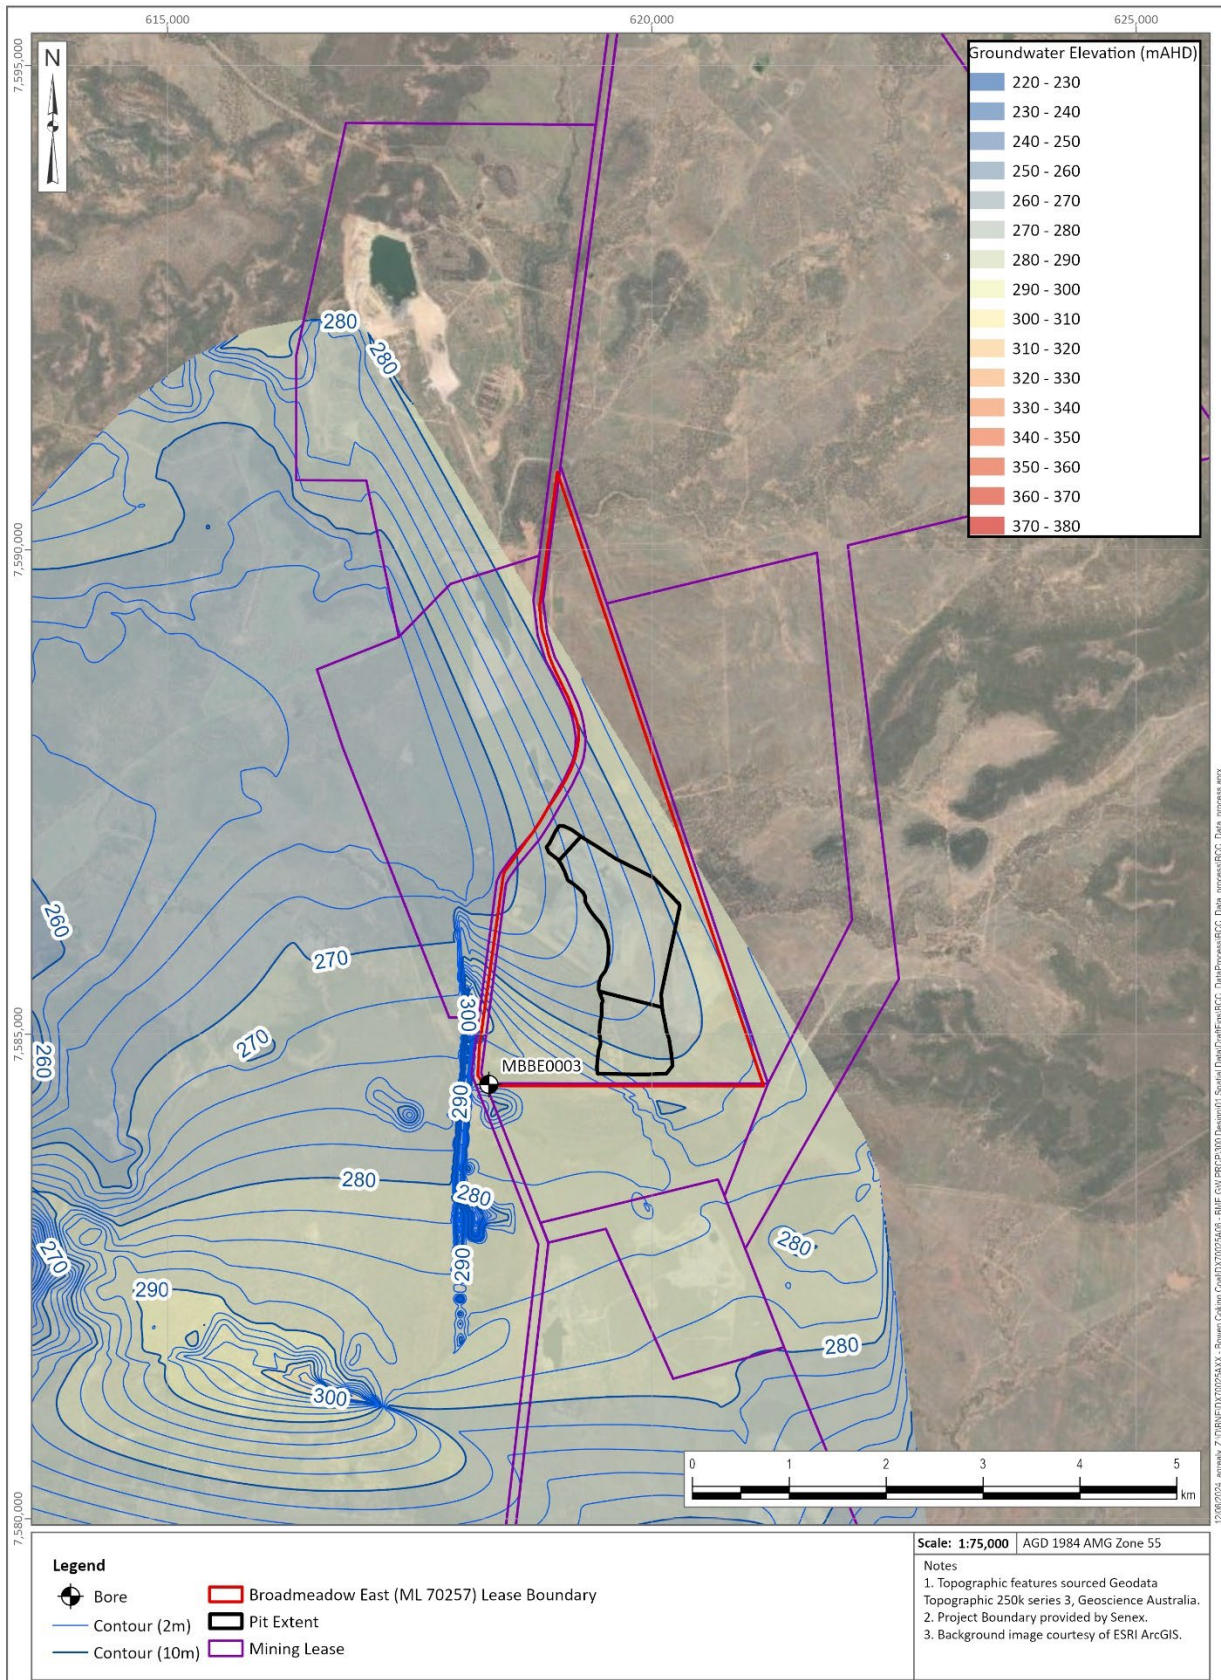 615,000
620,000
625,000
7,595,000
7,590,000
7,585,000
7,580,000
N
Groundwater Elevation (mAHD)
220 - 230
230 - 240
240 - 250
250 - 260
260 - 270
270 - 280
280 - 290
290 - 300
300 - 310
310 - 320
320 - 330
330 - 340
340 - 350
350 - 360
360 - 370
370 - 380
280
280
260
270
300
270
260
MBBE0003
290
280
280
280
270
290
290
280
300
0 1 2 3 4 5
km
Legend
Bore
Contour (2m)
Contour (10m)
Broadmeadow East (ML 70257) Lease Boundary
Pit Extent
Mining Lease
Scale: 1:75,000
AGD 1984 AMG Zone 55
Notes
1. Topographic features sourced Geodata
Topographic 250k series 3, Geoscience Australia.
2. Project Boundary provided by Senex.
3. Background image courtesy of ESRI ArcGIS.